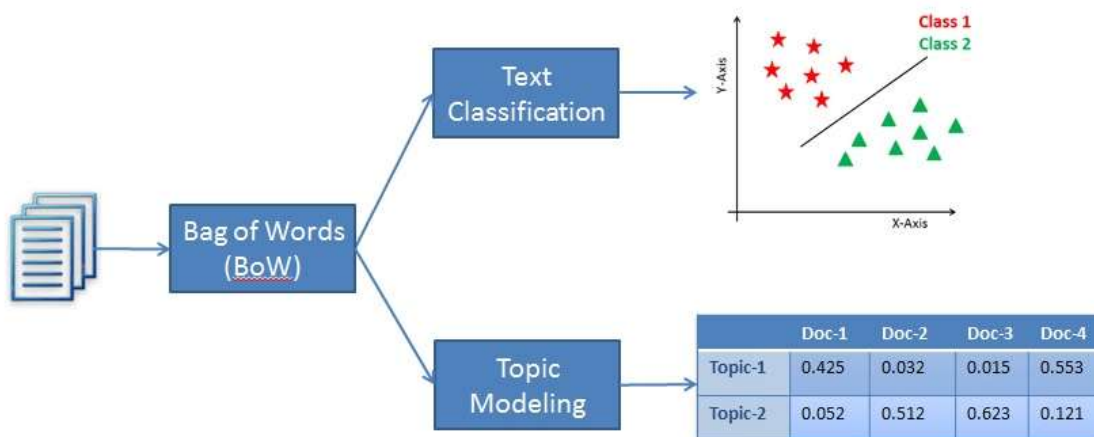 Bag of Words
(BoW)
Text
Classification
Class 1
Class 2
Y-Axis
X-Axis
Topic
Modeling
Doc-1 Doc-2 Doc-3 Doc-4
Topic-1 0.425 0.032 0.015 0.553
Topic-2 0.052 0.512 0.623 0.121